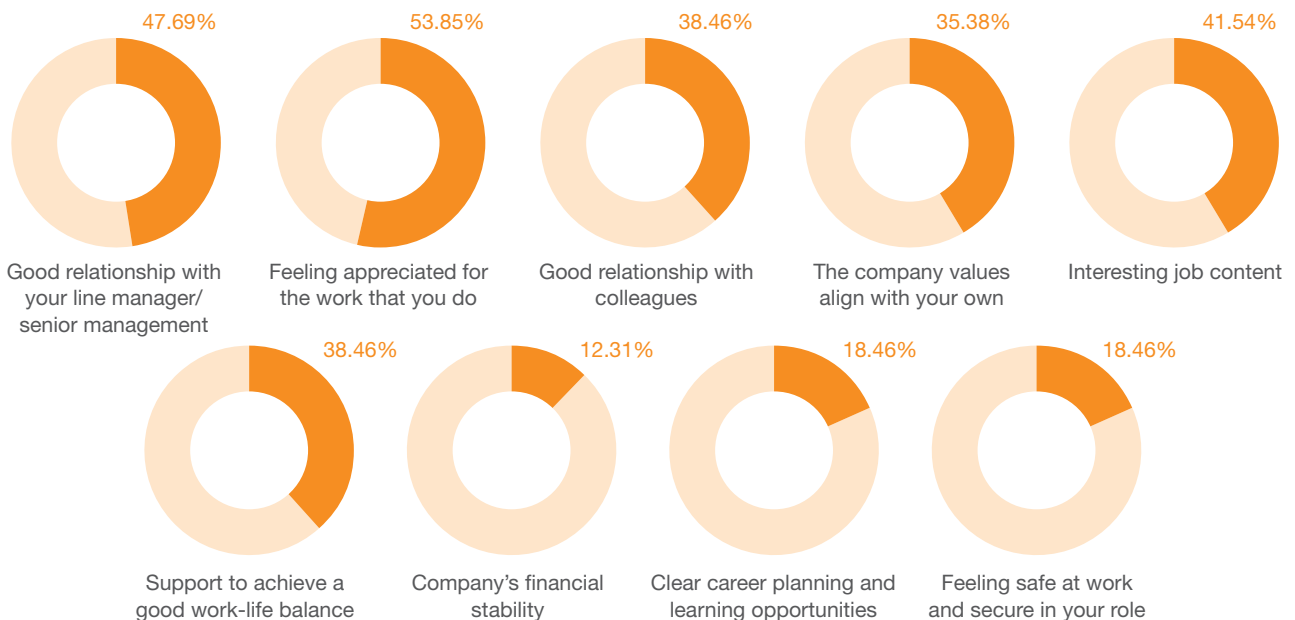 47.69%
53.85%
38.46%
35.38%
41.54%
Good relationship with
your line manager/
senior management
Feeling appreciated for
the work that you do
Good relationship with
colleagues
The company values
align with your own
Interesting job content
38.46%
12.31%
18.46%
18.46%
Support to achieve a
good work-life balance
Company’s financial
stability
Clear career planning and
learning opportunities
Feeling safe at work
and secure in your role